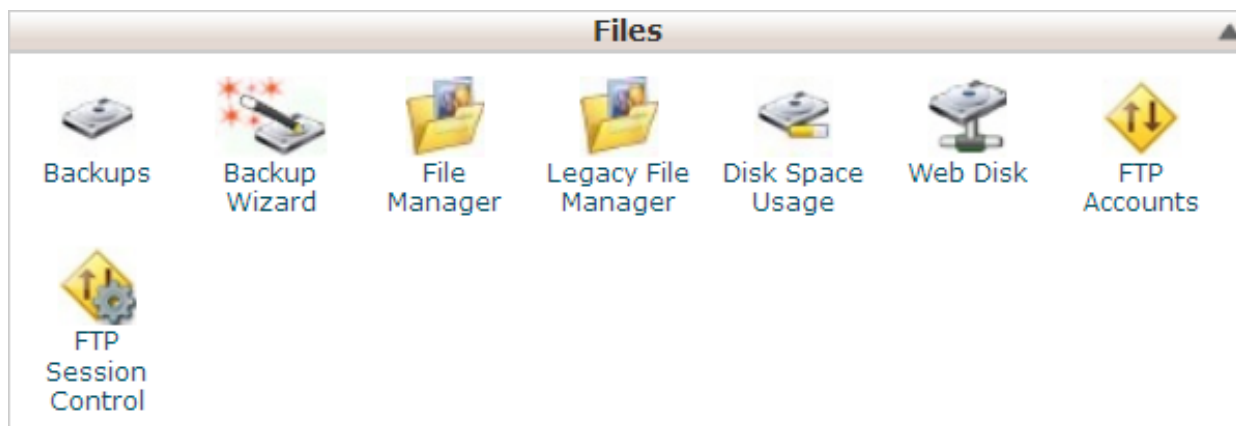 Files
Backups
Backup
Wizard
File
Manager
Legacy File
Manager
Disk Space
Usage
Web Disk
FTP
Accounts
FTP
Session
Control